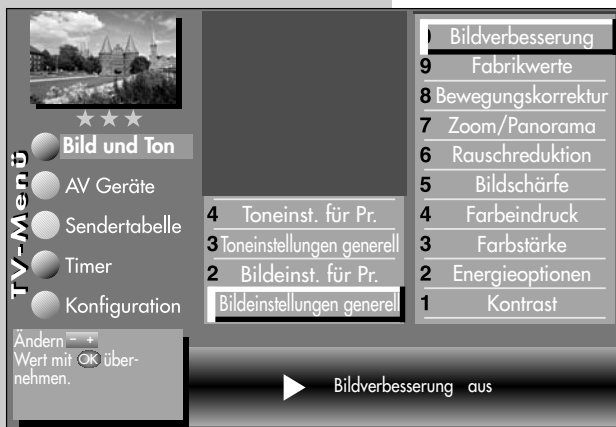 TV-Menü
Bild und Ton
AV Geräte
Sendertabelle
Timer
Konfiguration
4 Toneinst. für Pr.
3 Toneinstellungen generell
2 Bildeinst. für Pr.
Bildeinstellungen generell
Bildverbesserung
9 Fabrikwerte
8 Bewegungskorrektur
7 Zoom/Panorama
6 Rauschreduktion
5 Bildschärfe
4 Farbeindruck
3 Farbstärke
2 Energieoptionen
1 Kontrast
Ändern - +
Wert mit OK über-
nehmen.
Bildverbesserung aus